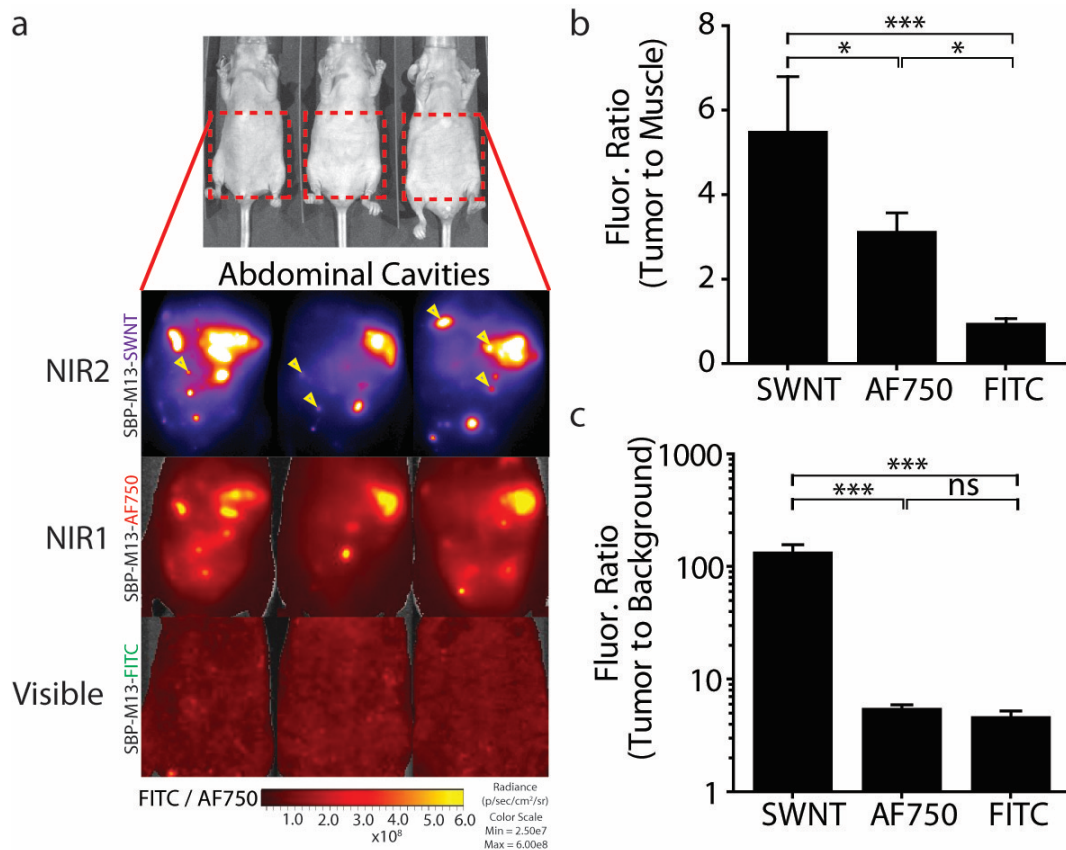 a
Abdominal Cavities
NIR2
SBP-M13-SWNT
NIR1
SBP-M13-AF750
Visible
SBP-M13-FITC
FITC / AF750
1.0 2.0 3.0 4.0 5.0 6.0
x10⁸
Radiance
(p/sec/cm²/sr)
Color Scale
Min = 2.50e7
Max = 6.00e8
b
Fluor. Ratio
(Tumor to Muscle)
8
6
4
2
0
***
* *
SWNT AF750 FITC
c
Fluor. Ratio
(Tumor to Background)
1000
100
10
1
***
*** ns
SWNT AF750 FITC